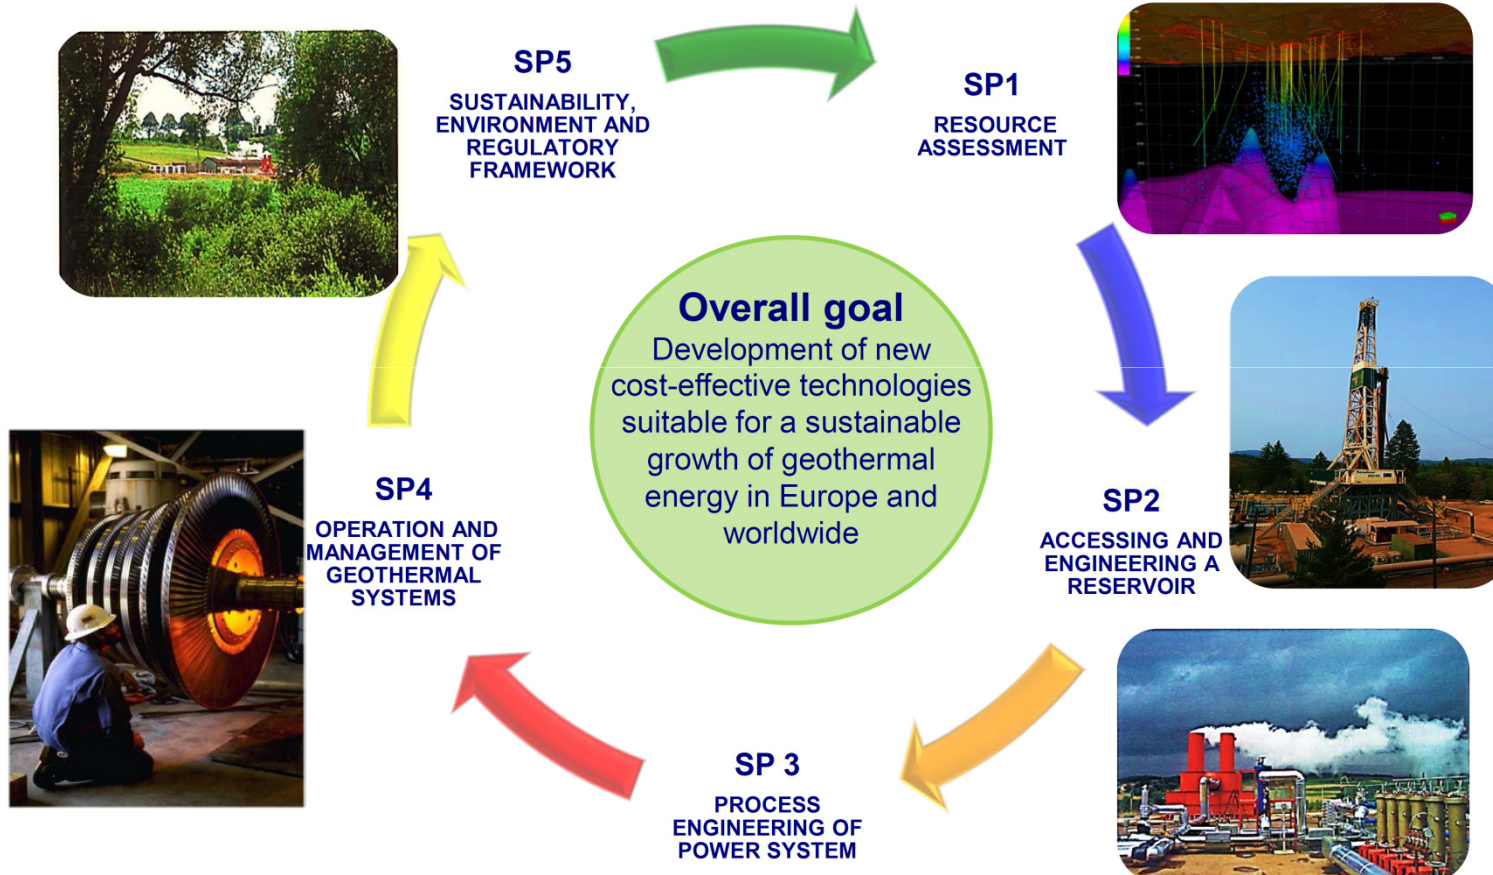 SP5
SUSTAINABILITY,
ENVIRONMENT AND
REGULATORY
FRAMEWORK
SP1
RESOURCE
ASSESSMENT
Overall goal
Development of new
cost-effective technologies
suitable for a sustainable
growth of geothermal
energy in Europe and
worldwide
SP2
ACCESSING AND
ENGINEERING A
RESERVOIR
SP 3
PROCESS
ENGINEERING OF
POWER SYSTEM
SP4
OPERATION AND
MANAGEMENT OF
GEOTHERMAL
SYSTEMS